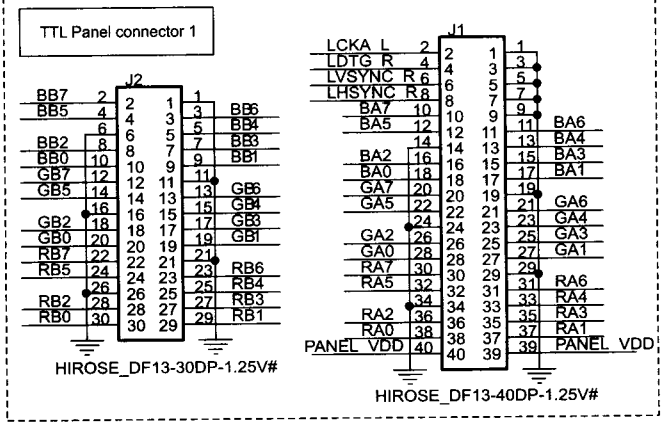 TTL Panel connector 1
J2
BB7 2 2 1 1
BB5 4 4 3 3 BB6
6 6 5 5 BB4
BB2 8 8 7 7 BB3
BB0 10 10 9 9 BB1
GB7 12 12 11 11
GB5 14 14 13 13 GB6
16 16 15 15 GB4
GB2 18 18 17 17 GB3
GB0 20 20 19 19 GB1
RB7 22 22 21 21
RB5 24 24 23 23 RB6
26 26 25 25 RB4
RB2 28 28 27 27 RB3
RB0 30 30 29 29 RB1
HIROSE_DF13-30DP-1.25V#
J1
LCKA_L 2 2 1 1
LDTG_R 4 4 3 3
LVSYNC_R 6 6 5 5
LHSYNC_R 8 8 7 7
BA7 10 10 9 9
BA5 12 12 11 11 BA6
14 14 13 13 BA4
BA2 16 16 15 15 BA3
BA0 18 18 17 17 BA1
GA7 20 20 19 19
GA5 22 22 21 21 GA6
24 24 23 23 GA4
GA2 26 26 25 25 GA3
GA0 28 28 27 27 GA1
RA7 30 30 29 29
RA5 32 32 31 31 RA6
34 34 33 33 RA4
RA2 36 36 35 35 RA3
RA0 38 38 37 37 RA1
PANEL_VDD 40 40 39 39 PANEL_VDD
HIROSE_DF13-40DP-1.25V#